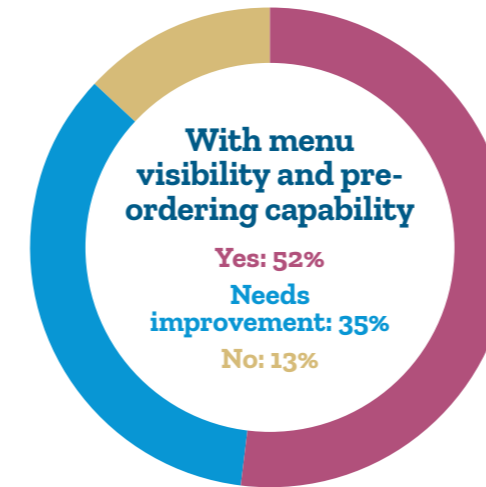 With menu
visibility and pre-
ordering capability
Yes: 52%
Needs
improvement: 35%
No: 13%